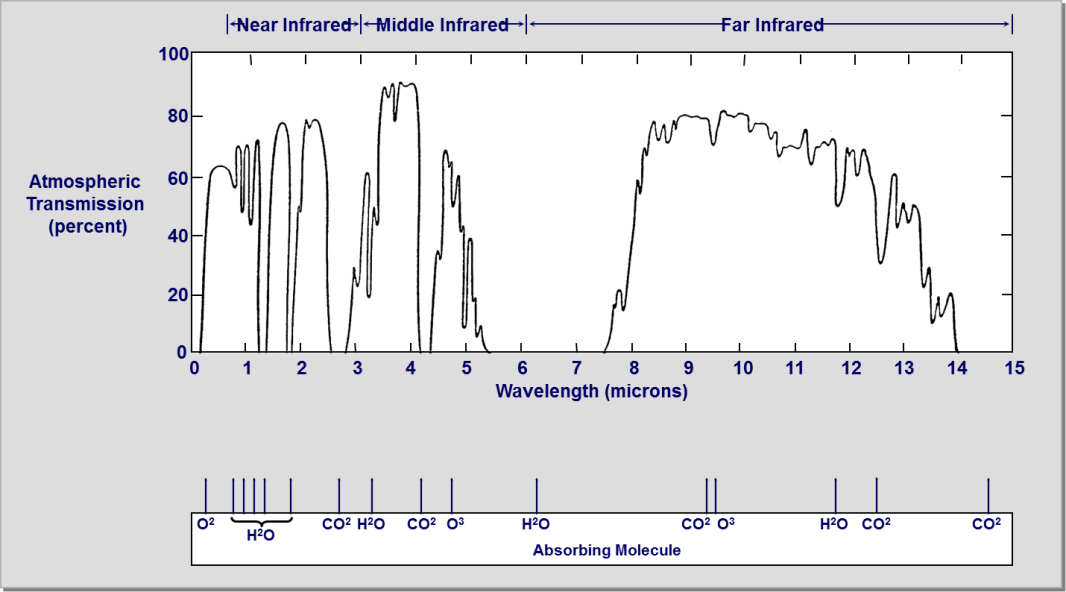 Near Infrared Middle Infrared Far Infrared
100
80
60
40
20
0
Atmospheric
Transmission
(percent)
0 1 2 3 4 5 6 7 8 9 10 11 12 13 14 15
Wavelength (microns)
O² H²O CO² H²O CO² O³ H²O CO² O³ H²O CO² CO²
Absorbing Molecule